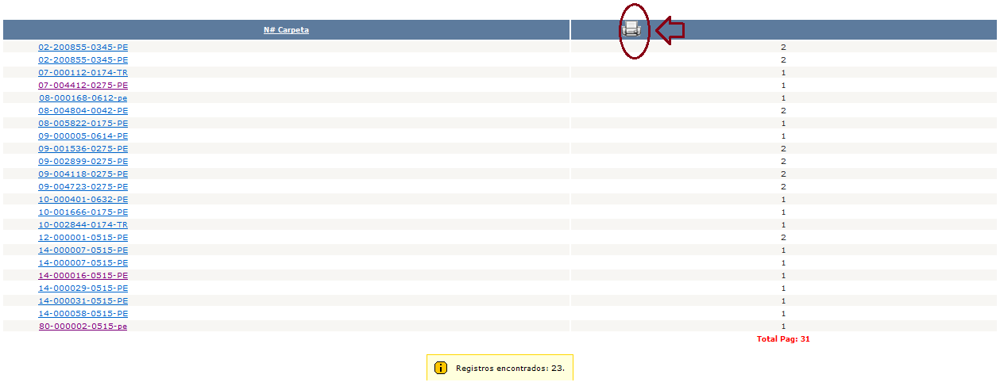 N# Carpeta
02-200855-0345-PE 2
02-200855-0345-PE 2
07-000112-0174-TR 1
07-004412-0275-PE 1
08-000168-0612-pe 1
08-004804-0042-PE 2
08-005822-0175-PE 1
09-000005-0614-PE 1
09-001536-0275-PE 2
09-002899-0275-PE 2
09-004118-0275-PE 2
09-004723-0275-PE 2
10-000401-0632-PE 1
10-001666-0175-PE 1
10-002844-0174-TR 1
12-000001-0515-PE 2
14-000007-0515-PE 1
14-000007-0515-PE 1
14-000016-0515-PE 1
14-000029-0515-PE 1
14-000031-0515-PE 1
14-000058-0515-PE 1
80-000002-0515-pe 1
Total Pag: 31
Registros encontrados: 23.